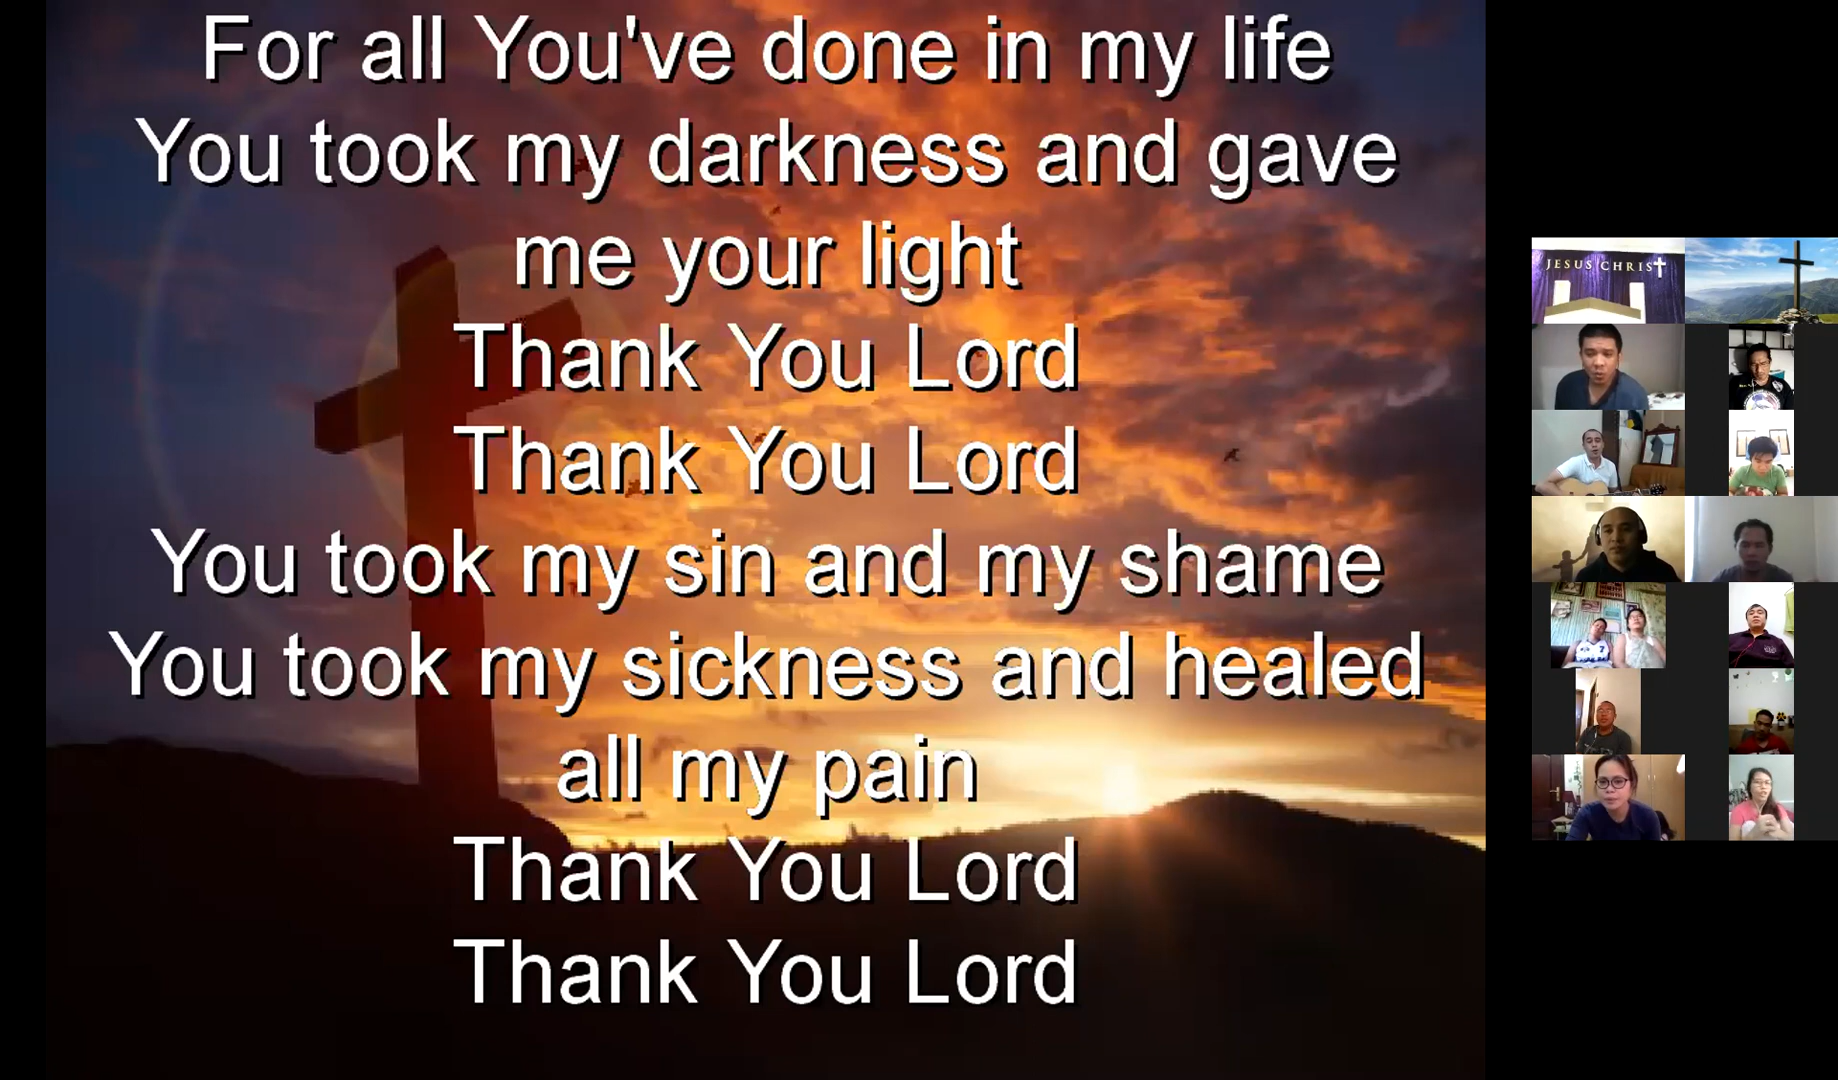 For all You've done in my life
You took my darkness and gave
me your light
Thank You Lord
Thank You Lord
You took my sin and my shame
You took my sickness and healed
all my pain
Thank You Lord
Thank You Lord
JESUS CHRIST